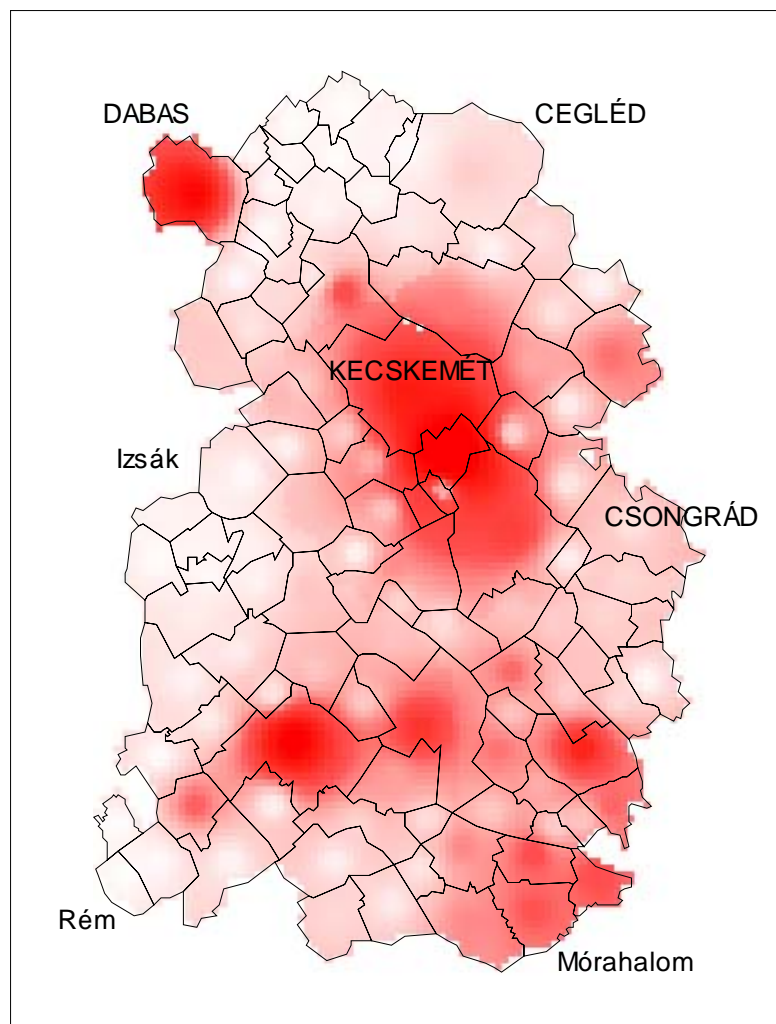 DABAS
CEGLÉD
KECSKEMÉT
Izsák
CSONGRÁD
Rém
Mórahalom